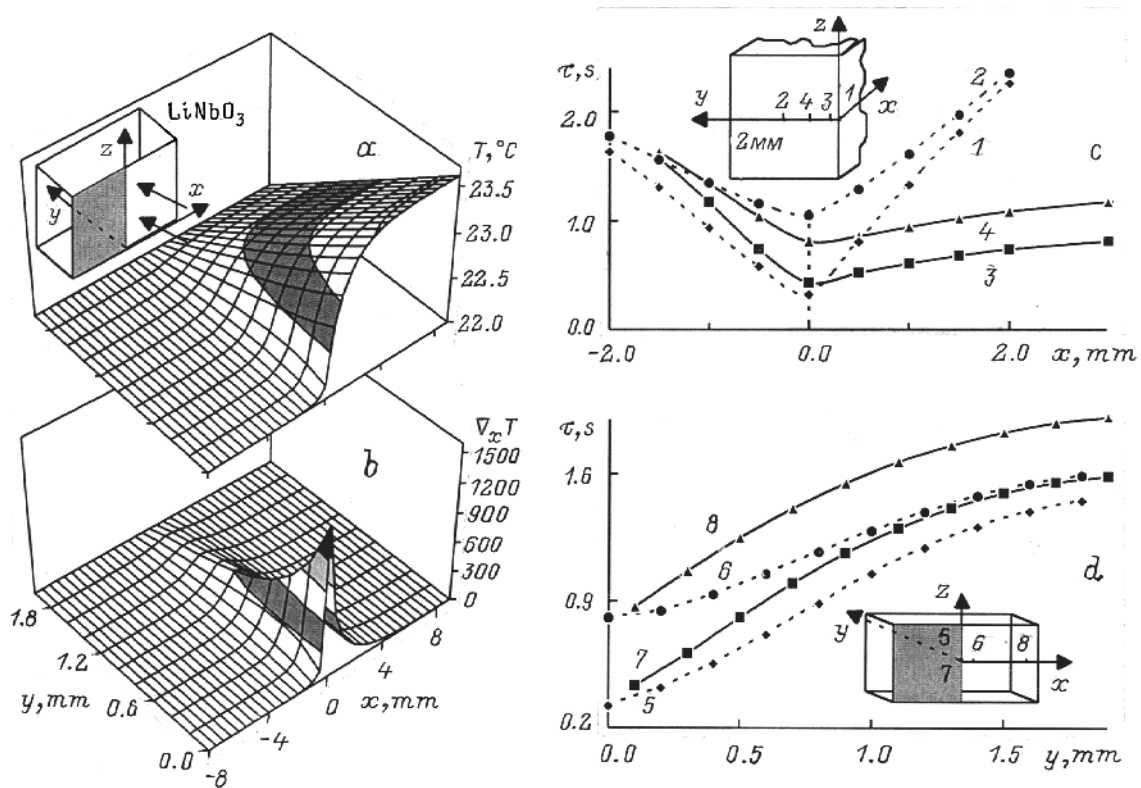 LiNbO3
z
y
x
a
T,°C
23.5
23.0
22.5
22.0
b
∇xT
1500
1200
900
600
300
0
1.8
1.2
0.6
0.0
y,mm
-8
-4
0
4
8
x,mm
τ,s
2.0
1.0
0.0
-2.0
0.0
2.0
x,mm
c
z
y
x
2 4 3
1
2мм
2
1
4
3
τ,s
1.6
0.9
0.2
0.0
0.5
1.0
1.5
y,mm
d
8
6
7
5
z
y
x
5
6
8
7